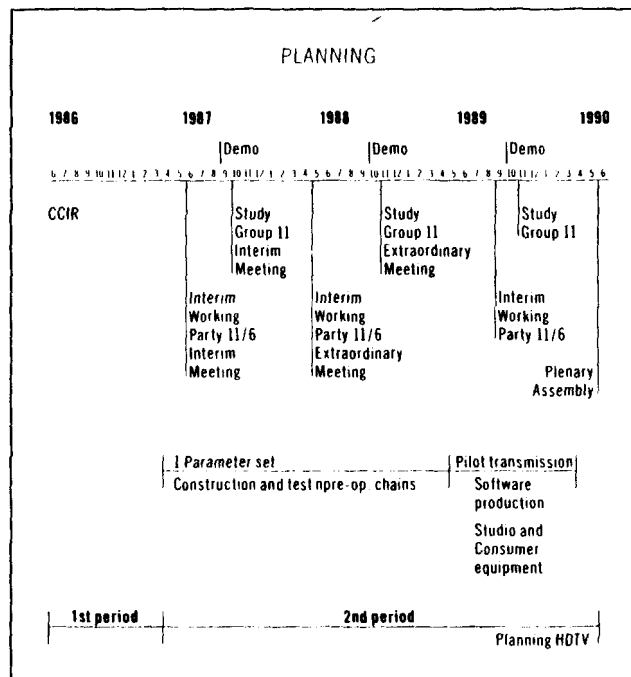 PLANNING
1986 1987 1988 1989 1990
Demo Demo Demo
6 7 8 9 10 11 12 1 2 3 4 5 6 7 8 9 10 11 12 1 2 3 4 5 6 7 8 9 10 11 12 1 2 3 4 5 6 7 8 9 10 11 12 1 2 3 4 5 6
CCIR
Study
Group 11
Interim
Meeting
Study
Group 11
Extraordinary
Meeting
Study
Group 11
Interim
Working
Party 11/6
Interim
Meeting
Interim
Working
Party 11/6
Extraordinary
Meeting
Interim
Working
Party 11/6
Plenary
Assembly
1 Parameter set
Construction and test npre-op. chains
Pilot transmission
Software
production
Studio and
Consumer
equipment
1st period 2nd period
Planning HDTV